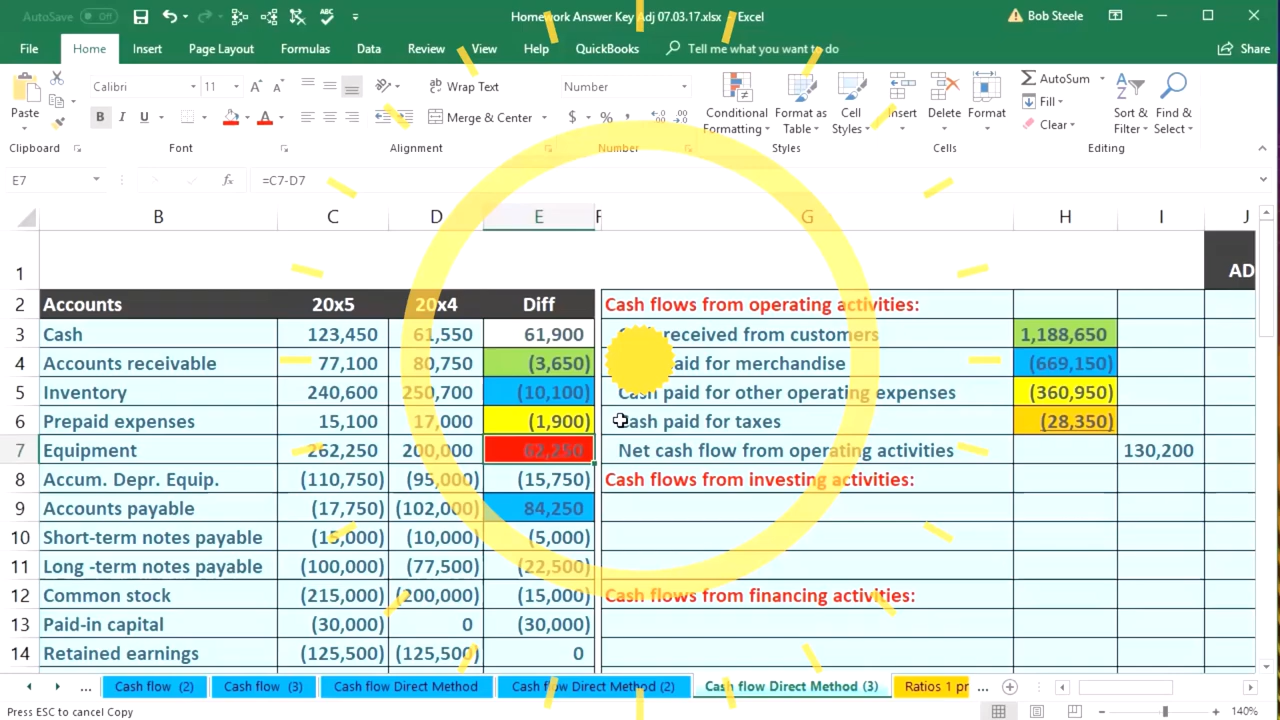 AutoSave Off Homework Answer Key Adj 07.03.17.xlsx - Excel Bob Steele
File Home Insert Page Layout Formulas Data Review View Help QuickBooks Tell me what you want to do Share
Paste Calibri 11 Wrap Text Number Conditional Formatting Format as Table Cell Styles Insert Delete Format AutoSum Sort & Filter Find & Select
B I U Merge & Center $ % , Fill
Clear
Clipboard Font Alignment Number Styles Cells Editing
E7 fx =C7-D7
B C D E F G H I J
1 AD
2 Accounts 20x5 20x4 Diff Cash flows from operating activities:
3 Cash 123,450 61,550 61,900 received from customers 1,188,650
4 Accounts receivable 77,100 80,750 (3,650) paid for merchandise (669,150)
5 Inventory 240,600 250,700 (10,100) Cash paid for other operating expenses (360,950)
6 Prepaid expenses 15,100 17,000 (1,900) Cash paid for taxes (28,350)
7 Equipment 262,250 200,000 62,250 Net cash flow from operating activities 130,200
8 Accum. Depr. Equip. (110,750) (95,000) (15,750) Cash flows from investing activities:
9 Accounts payable (17,750) (102,000) 84,250
10 Short-term notes payable (15,000) (10,000) (5,000)
11 Long -term notes payable (100,000) (77,500) (22,500)
12 Common stock (215,000) (200,000) (15,000) Cash flows from financing activities:
13 Paid-in capital (30,000) 0 (30,000)
14 Retained earnings (125,500) (125,500) 0
... Cash flow (2) Cash flow (3) Cash flow Direct Method Cash flow Direct Method (2) Cash flow Direct Method (3) Ratios 1 pr ...
Press ESC to cancel Copy 140%